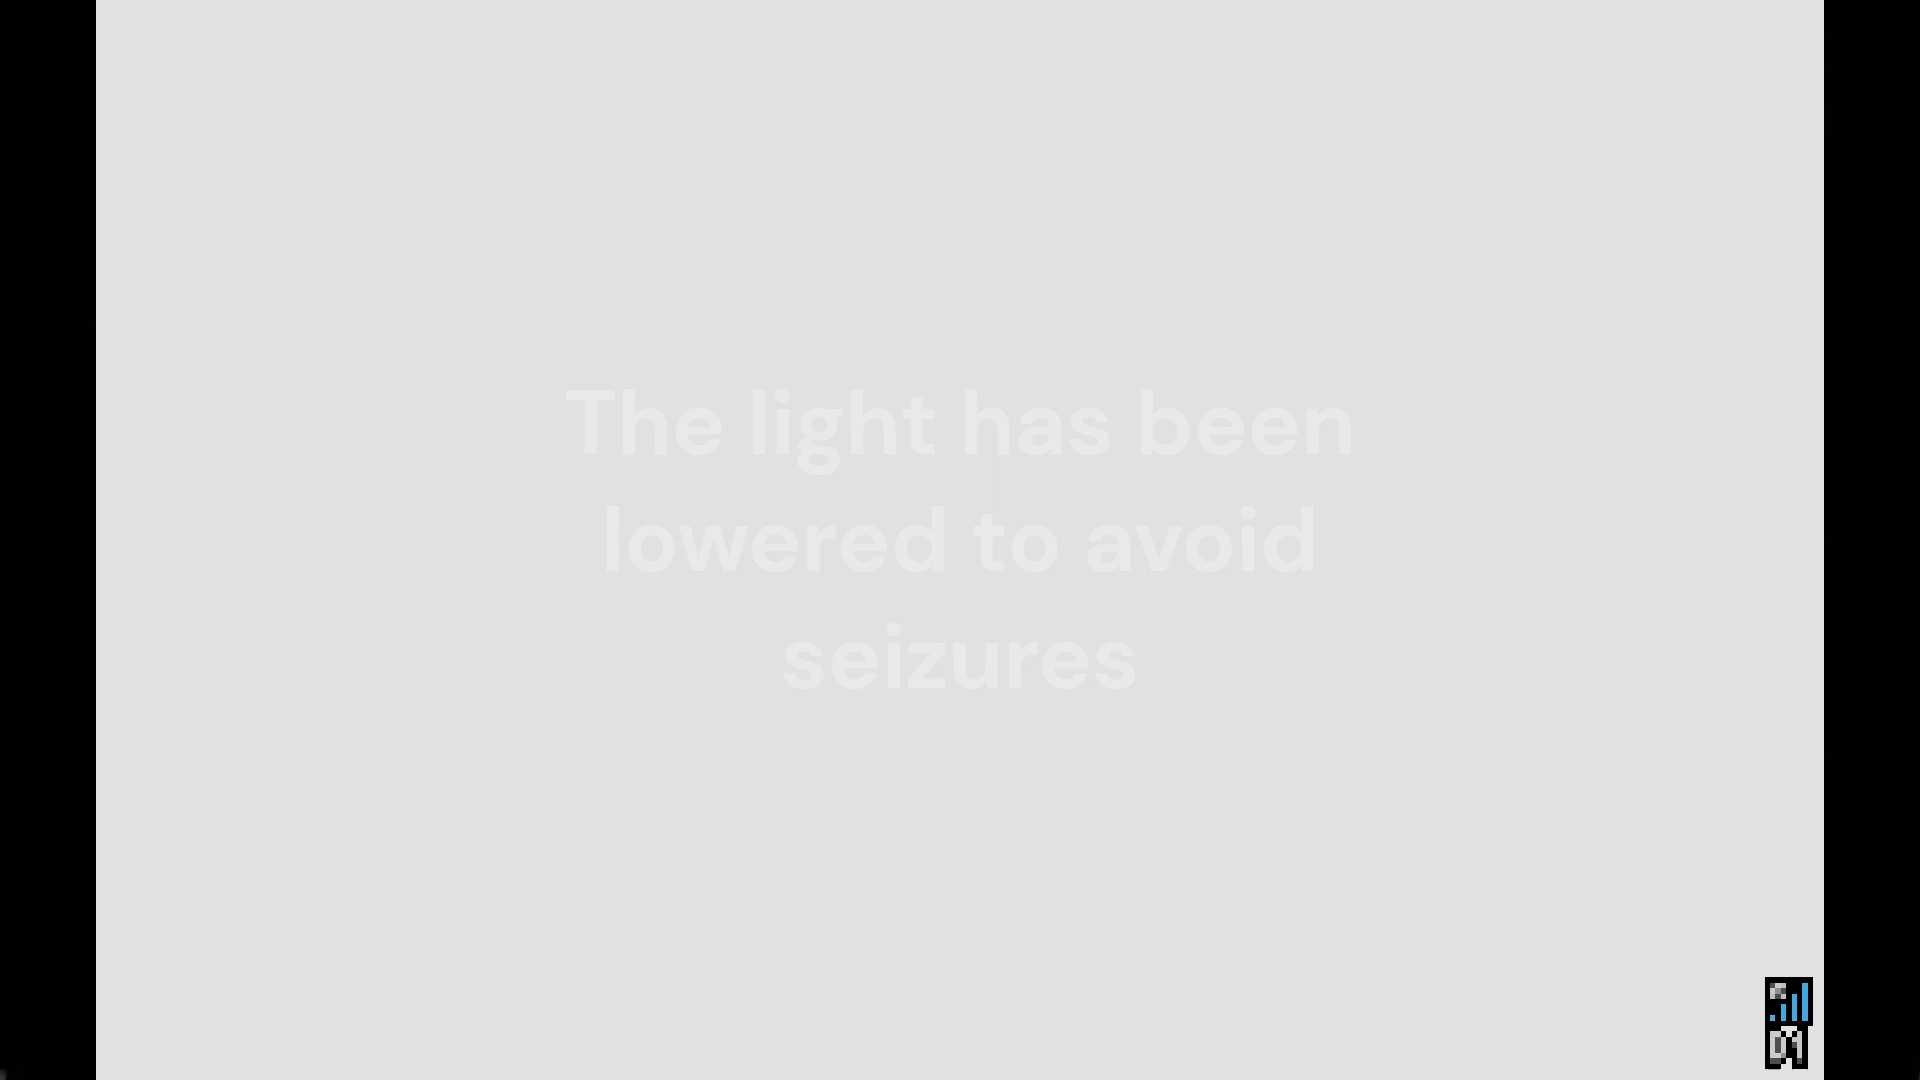 The light has been
lowered to avoid
seizures